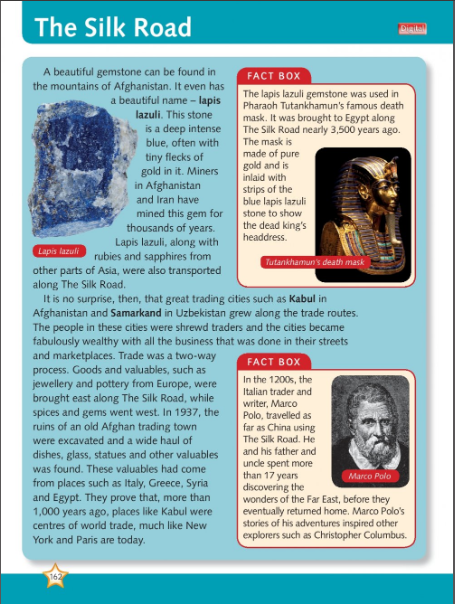 The Silk Road
Digital
A beautiful gemstone can be found in
the mountains of Afghanistan. It even has
a beautiful name – lapis
lazuli. This stone
is a deep intense
blue, often with
tiny flecks of
gold in it. Miners
in Afghanistan
and Iran have
mined this gem for
thousands of years.
Lapis lazuli, along with
rubies and sapphires from
other parts of Asia, were also transported
along The Silk Road.
Lapis lazuli
FACT BOX
The lapis lazuli gemstone was used in
Pharaoh Tutankhamun's famous death
mask. It was brought to Egypt along
The Silk Road nearly 3,500 years ago.
The mask is
made of pure
gold and is
inlaid with
strips of the
blue lapis lazuli
stone to show
the dead king's
headdress.
Tutankhamun's death mask
It is no surprise, then, that great trading cities such as Kabul in
Afghanistan and Samarkand in Uzbekistan grew along the trade routes.
The people in these cities were shrewd traders and the cities became
fabulously wealthy with all the business that was done in their streets
and marketplaces. Trade was a two-way
process. Goods and valuables, such as
jewellery and pottery from Europe, were
brought east along The Silk Road, while
spices and gems went west. In 1937, the
ruins of an old Afghan trading town
were excavated and a wide haul of
dishes, glass, statues and other valuables
was found. These valuables had come
from places such as Italy, Greece, Syria
and Egypt. They prove that, more than
1,000 years ago, places like Kabul were
centres of world trade, much like New
York and Paris are today.
FACT BOX
In the 1200s, the
Italian trader and
writer, Marco
Polo, travelled as
far as China using
The Silk Road. He
and his father and
uncle spent more
than 17 years
discovering the
wonders of the Far East, before they
eventually returned home. Marco Polo's
stories of his adventures inspired other
explorers such as Christopher Columbus.
Marco Polo
162